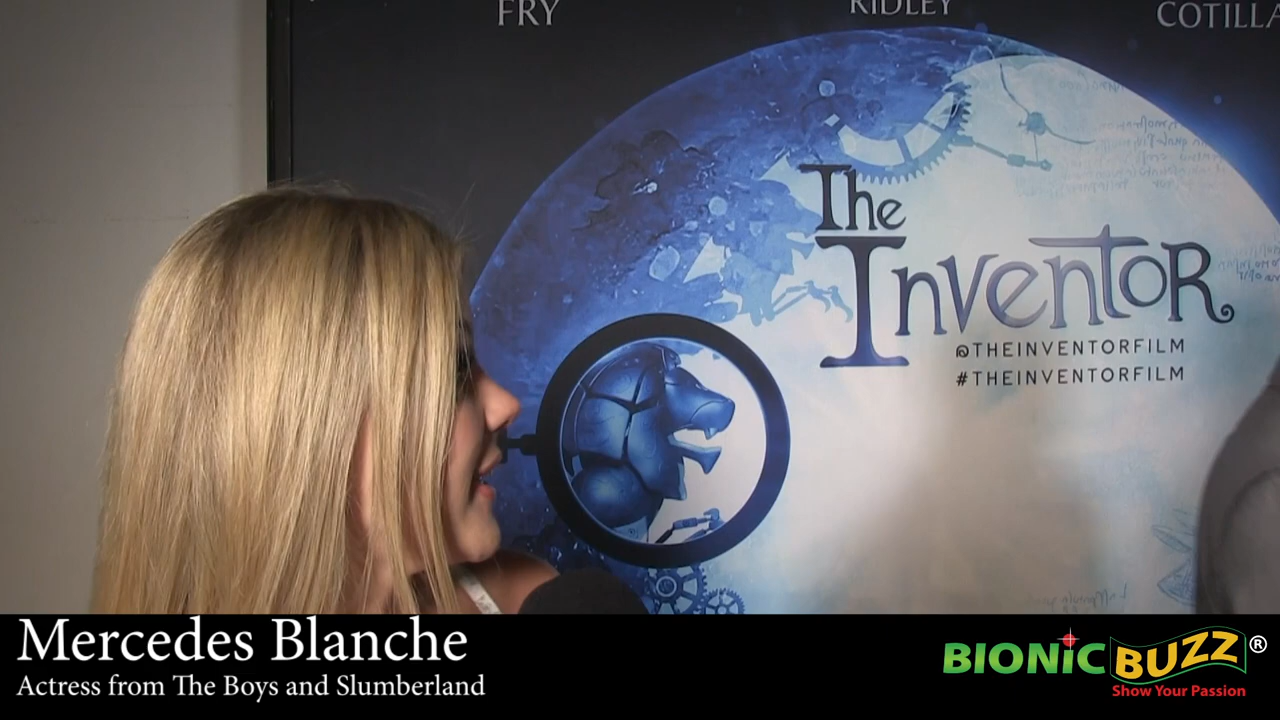 FRY RIDLEY
The
Inventor
@THEINVENTORFILM
#THEINVENTORFILM
Mercedes Blanche
Actress from The Boys and Slumberland
BIONIC BUZZ®
Show Your Passion